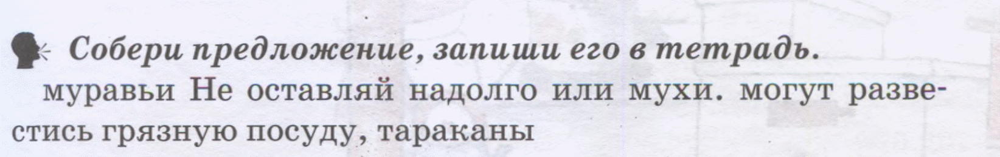 Собери предложение, запиши его в тетрадь.
муравьи Не оставляй надолго или мухи. могут разве-
стись грязную посуду, тараканы